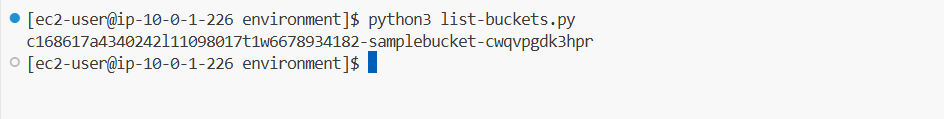 [ec2-user@ip-10-0-1-226 environment]$ python3 list-buckets.py
c168617a4340242l11098017t1w6678934182-samplebucket-cwqvpgdk3hpr
[ec2-user@ip-10-0-1-226 environment]$